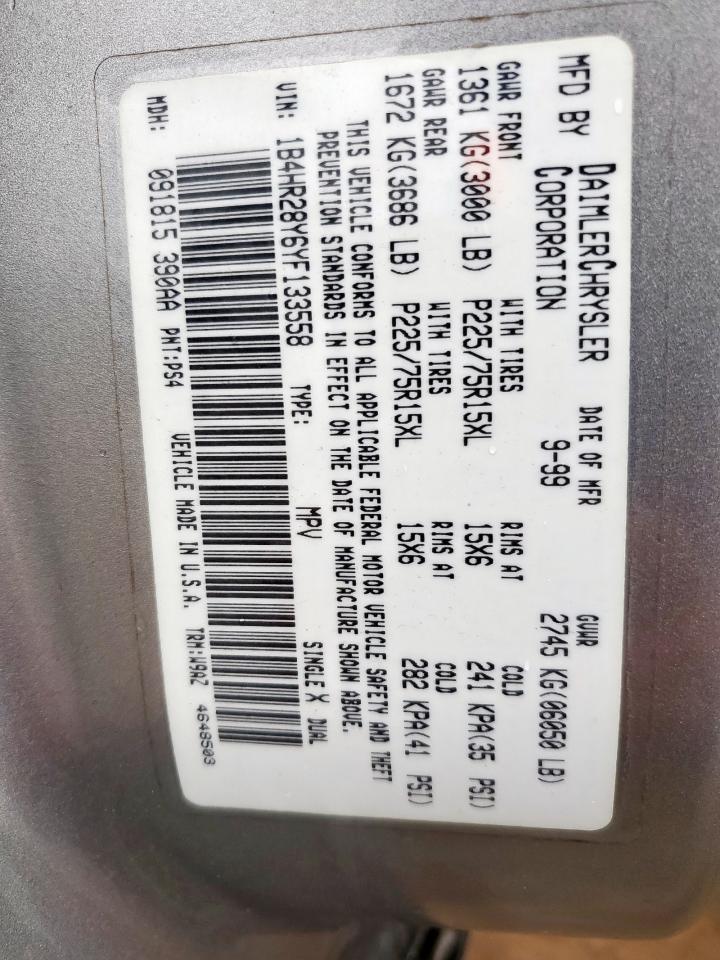 MFD BY DAIMLERCHRYSLER CORPORATION DATE OF MFR 9-99 GVWR 2745 KG(06050 LB)
GAWR FRONT WITH TIRES RIMS AT COLD
1361 KG(3000 LB) P225/75R15XL 15X6 241 KPA(35 PSI)
GAWR REAR WITH TIRES RIMS AT COLD
1672 KG(3686 LB) P225/75R15XL 15X6 282 KPA(41 PSI)
THIS VEHICLE CONFORMS TO ALL APPLICABLE FEDERAL MOTOR VEHICLE SAFETY AND THEFT
PREVENTION STANDARDS IN EFFECT ON THE DATE OF MANUFACTURE SHOWN ABOVE.
VIN: 1B4HR28Y6YF133558 TYPE: MPV SINGLE X DUAL
MDH: 091815 390AA PNT:PS4 VEHICLE MADE IN U.S.A. TRM:W9AZ 4648503